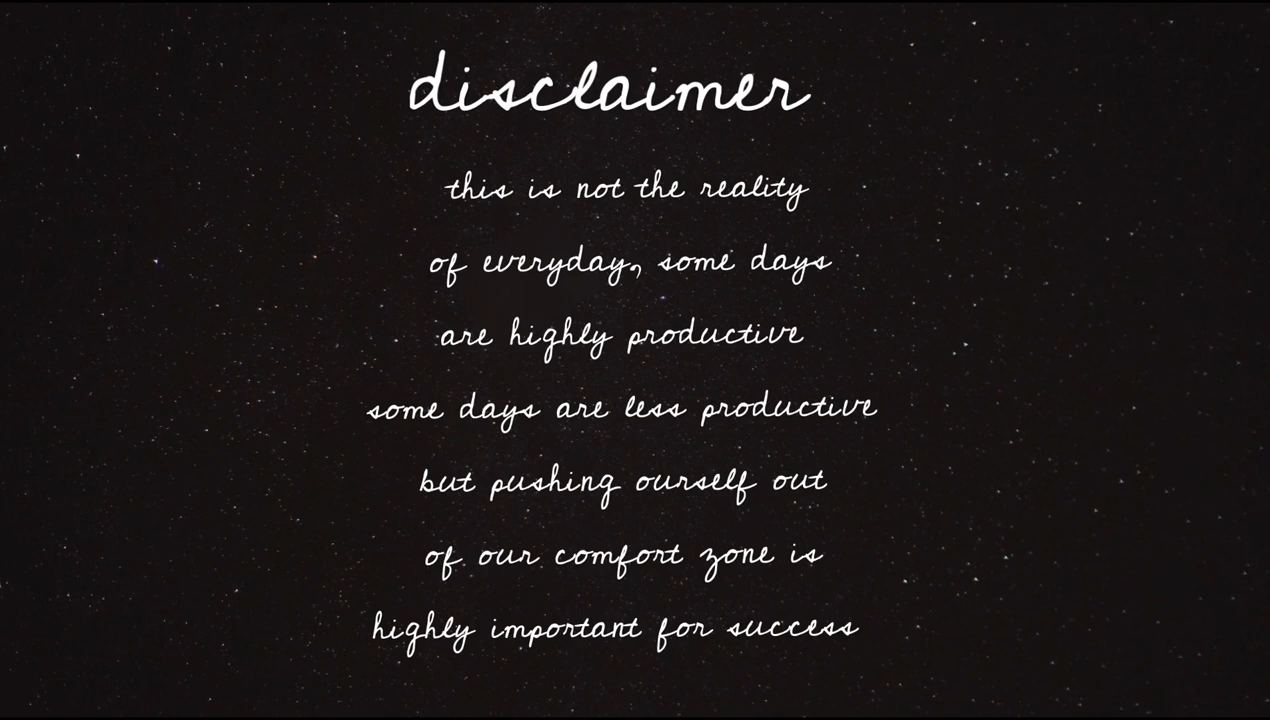 disclaimer
this is not the reality
of everyday, some days
are highly productive
some days are less productive
but pushing ourself out
of our comfort zone is
highly important for success